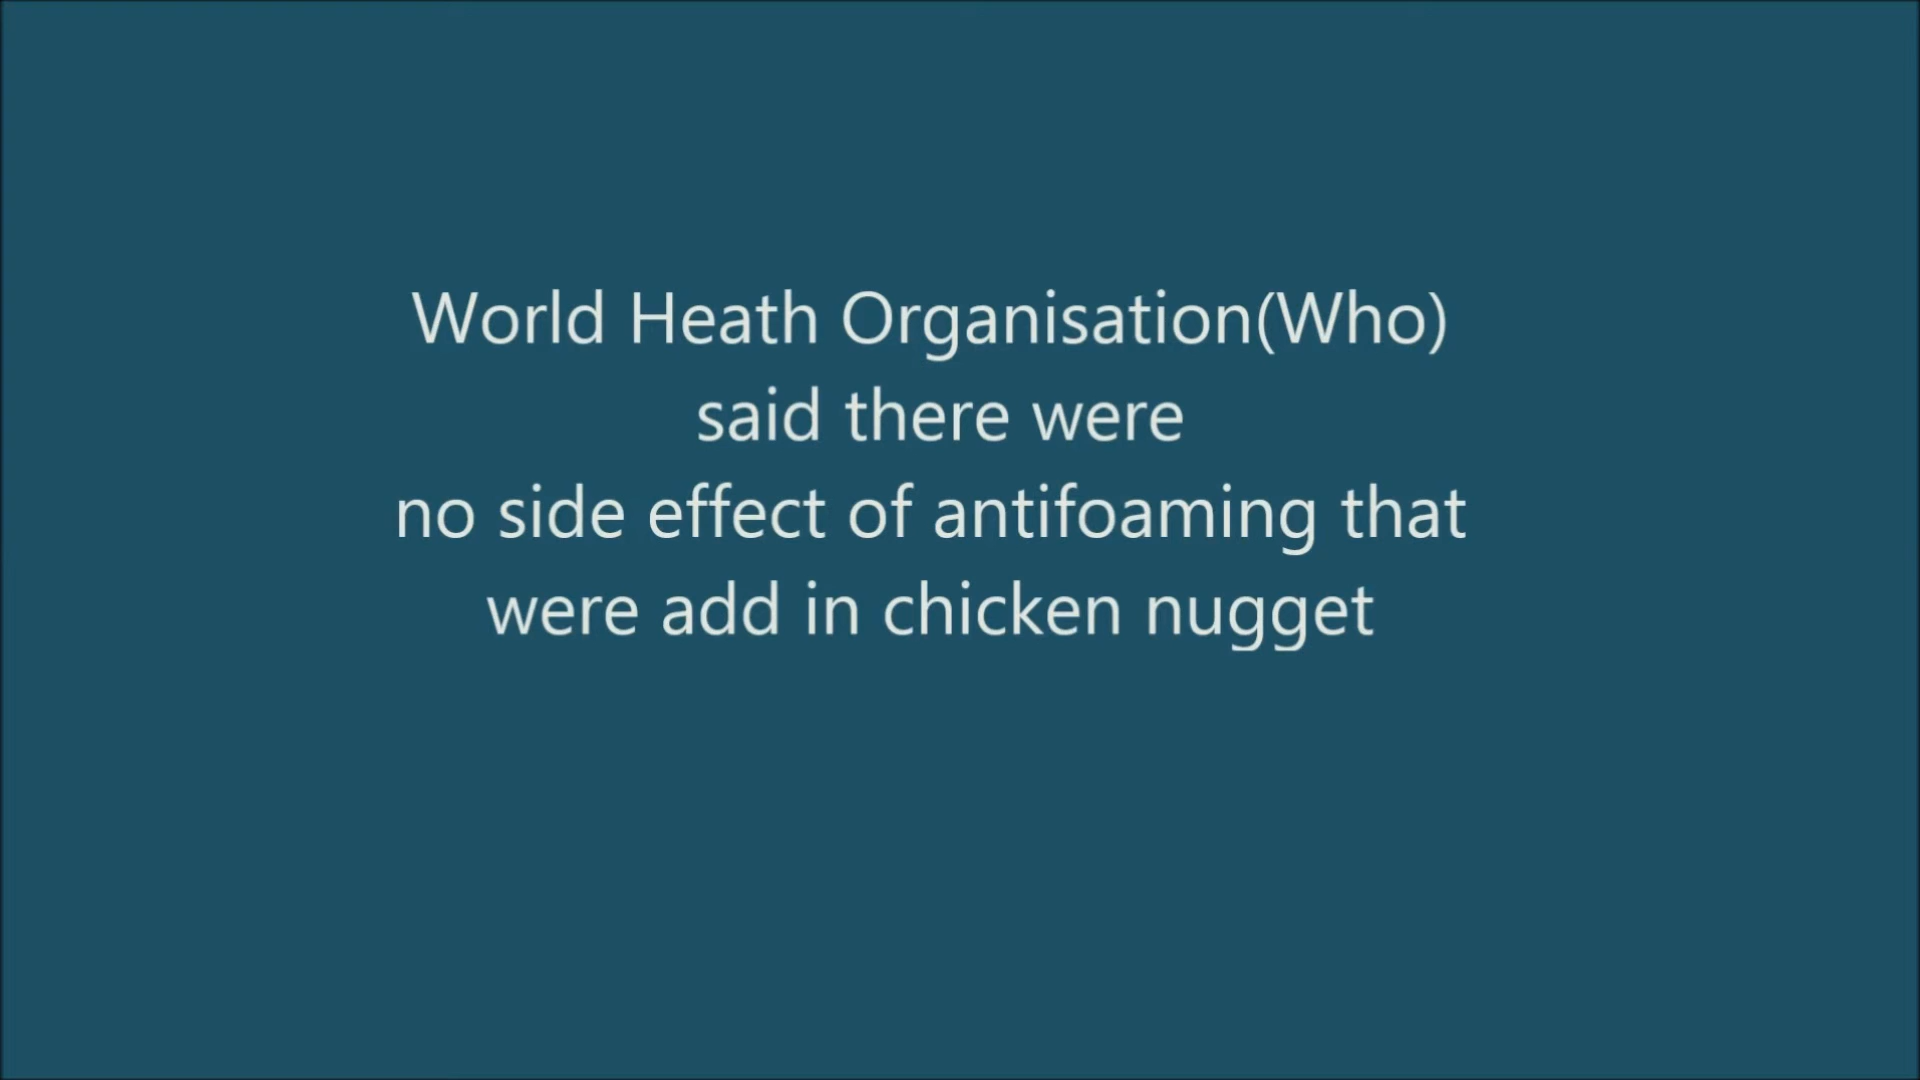 World Heath Organisation(Who)
said there were
no side effect of antifoaming that
were add in chicken nugget